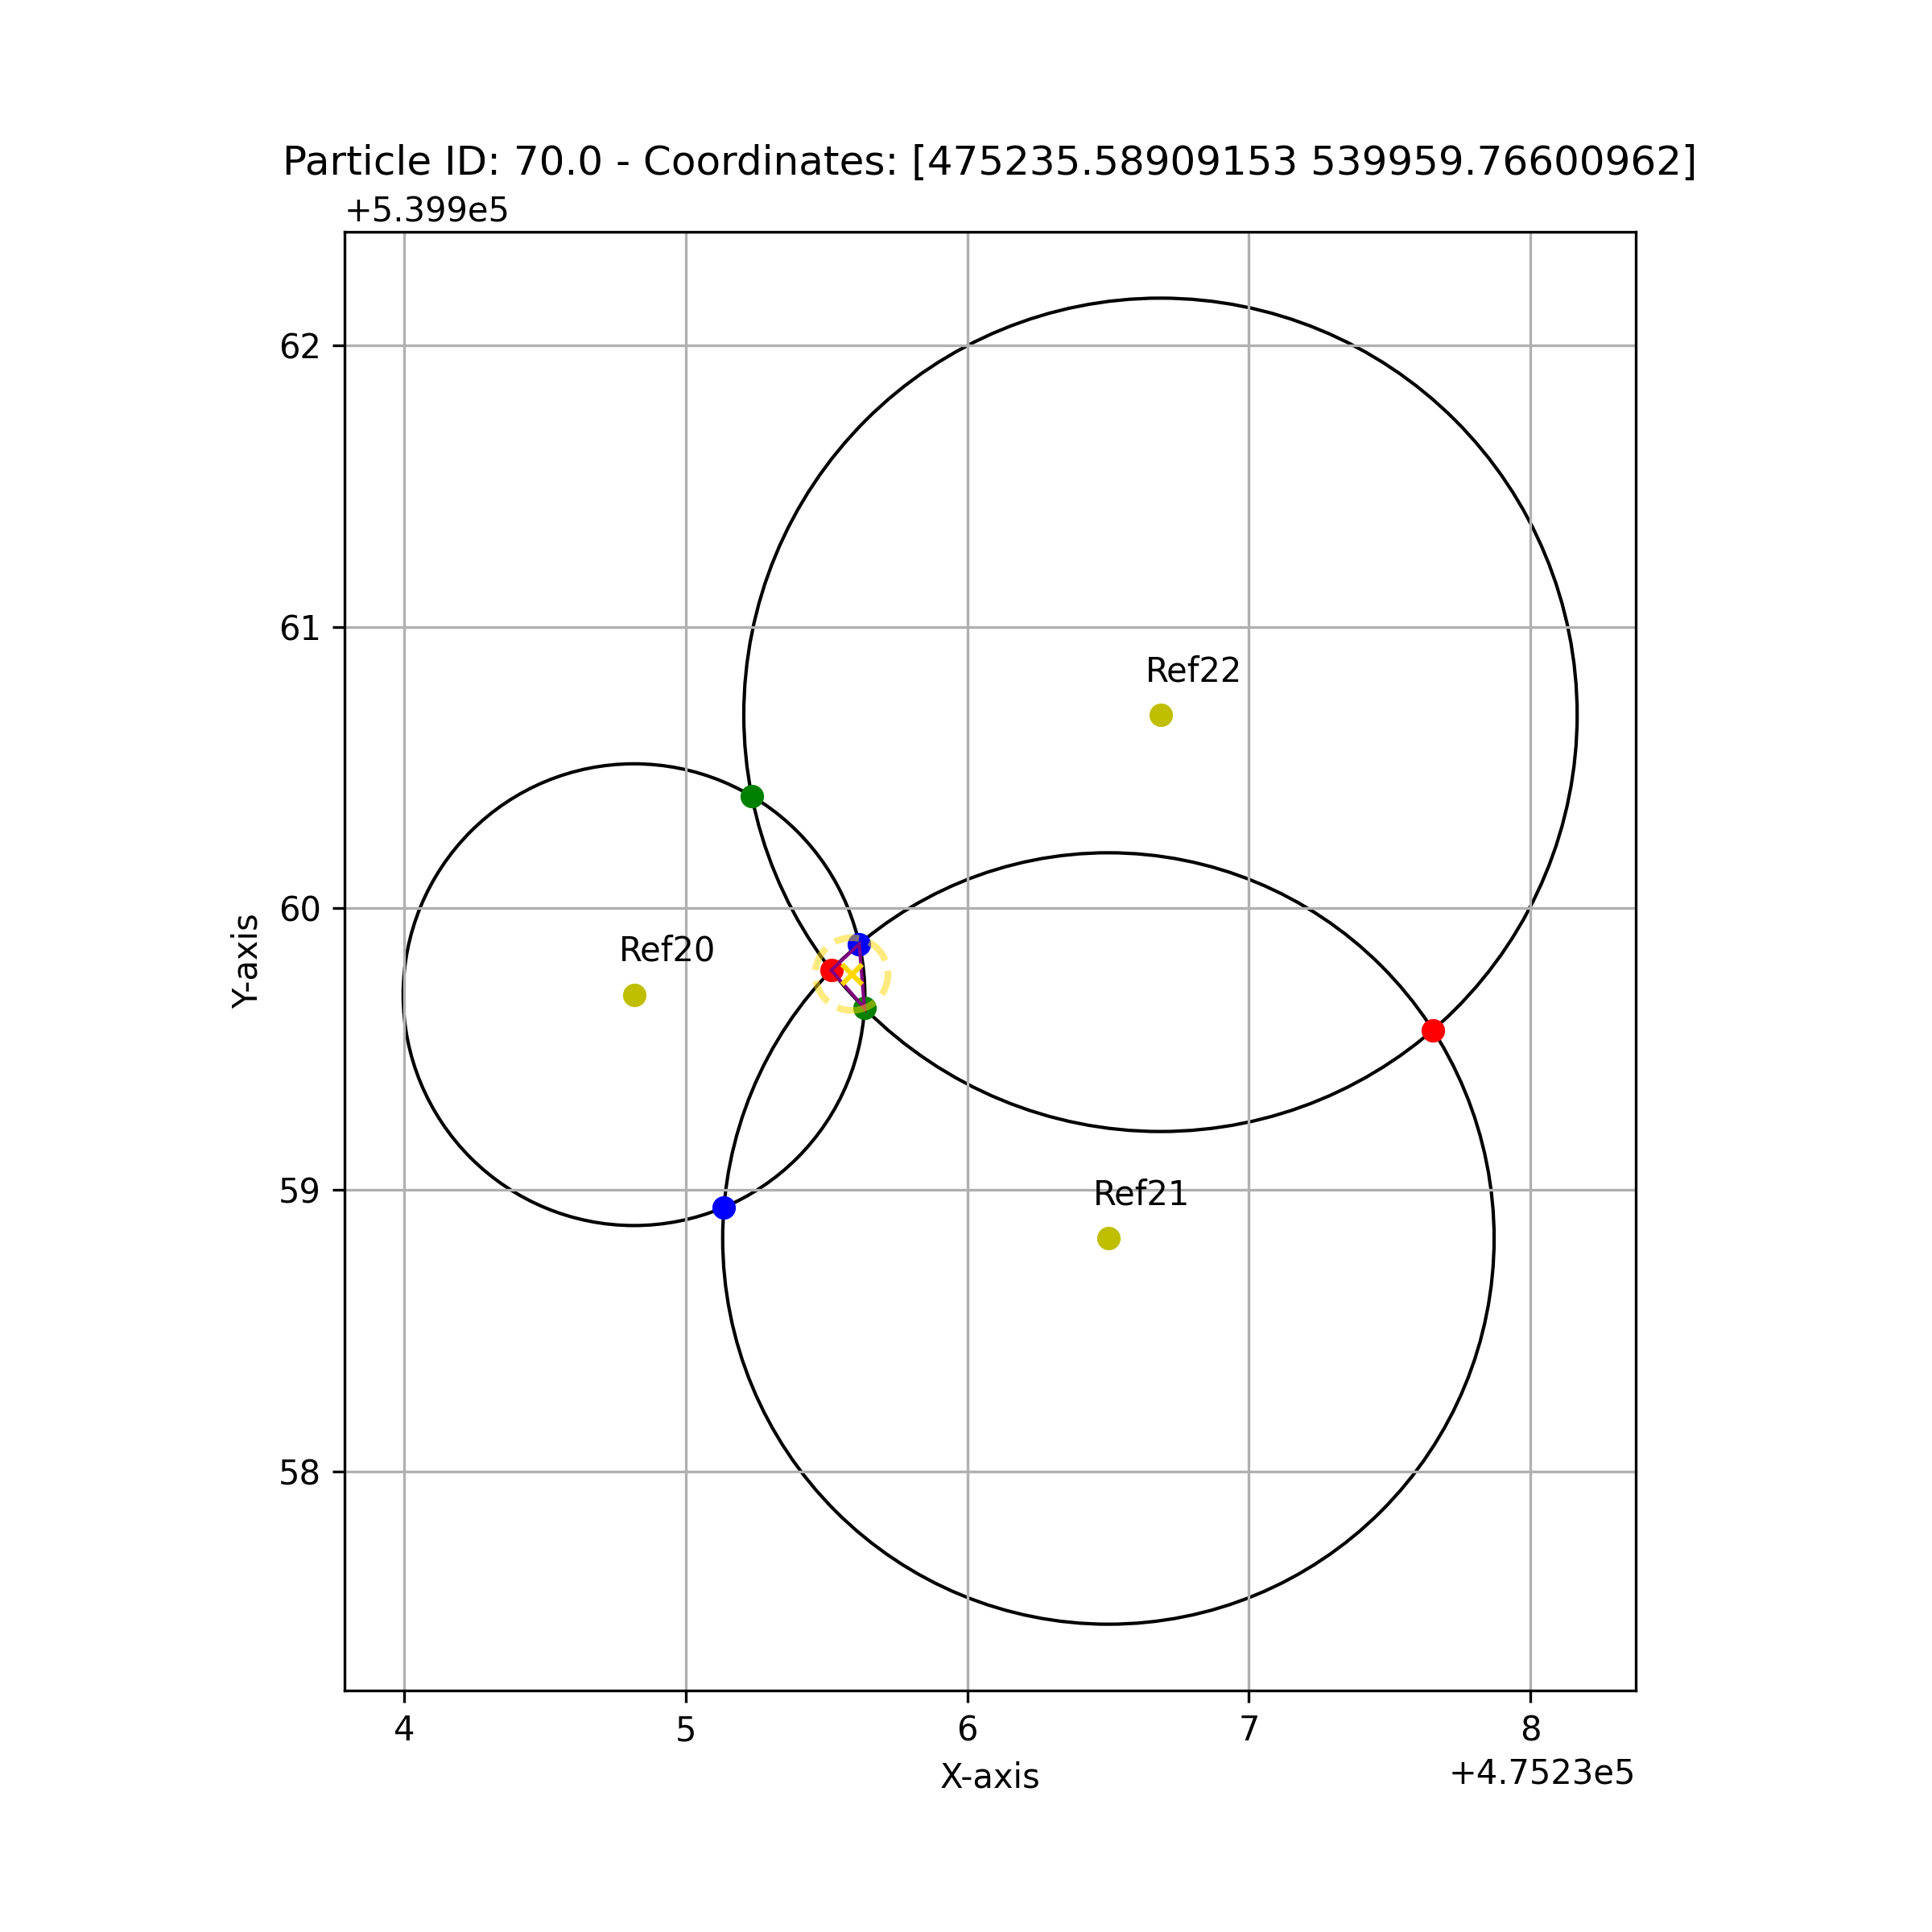 Particle ID: 70.0 - Coordinates: [475235.58909153 539959.76600962]
+5.399e5
62
61
Ref22
60
Ref20
Y-axis
59
Ref21
58
4 5 6 7 8
X-axis
+4.7523e5